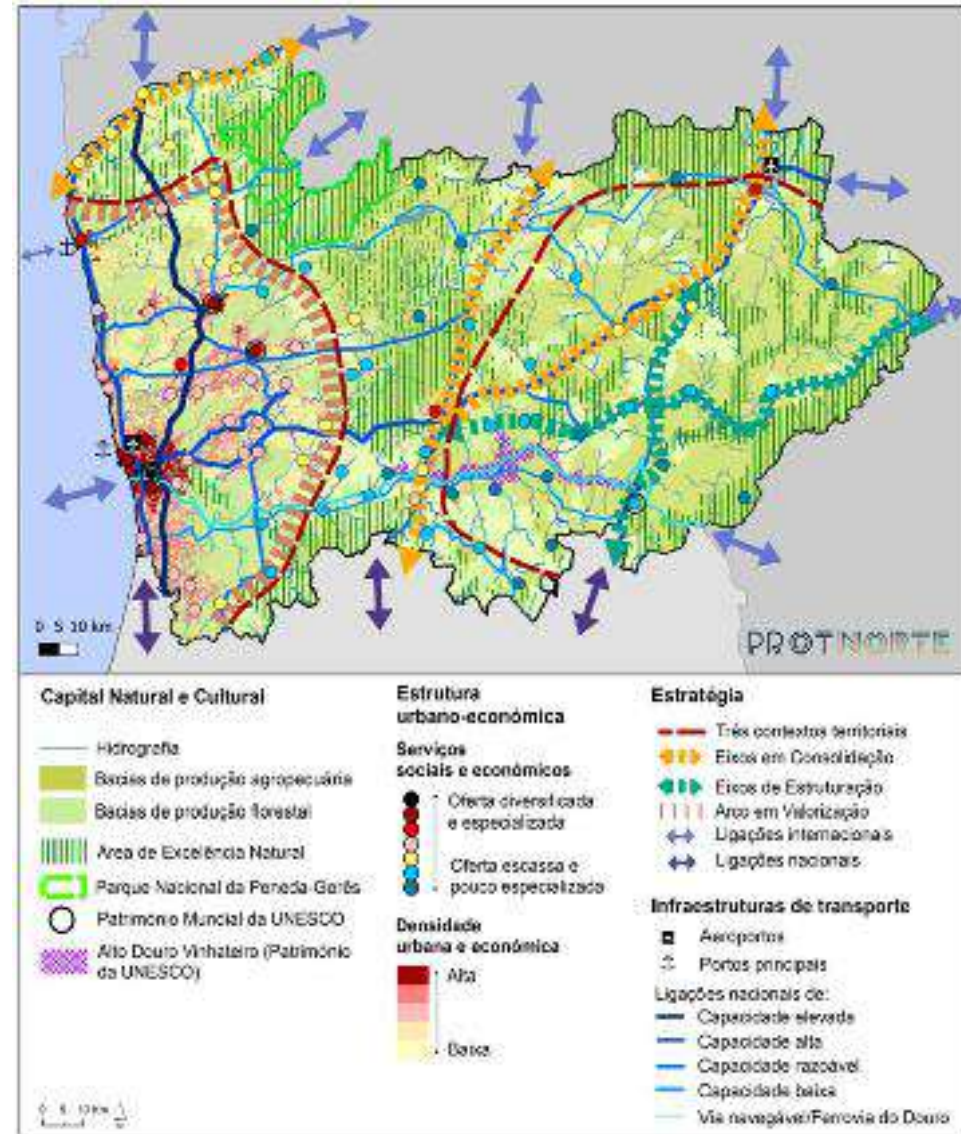 0 5 10 km
PROTNORTE
Capital Natural e Cultural
Hidrografia
Bacias de produção agropecuária
Bacias de produção florestal
Área de Excelência Natural
Parque Nacional da Peneda-Gerês
Património Mundial da UNESCO
Alto Douro Vinhateiro (Património
da UNESCO)
0 5 10 km
Estrutura
urbano-económica
Serviços
sociais e económicos
Oferta diversificada
e especializada
Oferta escassa e
pouco especializada
Densidade
urbana e económica
Alta
Baixa
Estratégia
Três contextos territoriais
Eixos em Consolidação
Eixos de Estruturação
Arco em Valorização
Ligações internacionais
Ligações nacionais
Infraestruturas de transporte
Aeroportos
Portos principais
Ligações nacionais de:
Capacidade elevada
Capacidade alta
Capacidade razoável
Capacidade baixa
Via navegável/Ferrovia do Douro